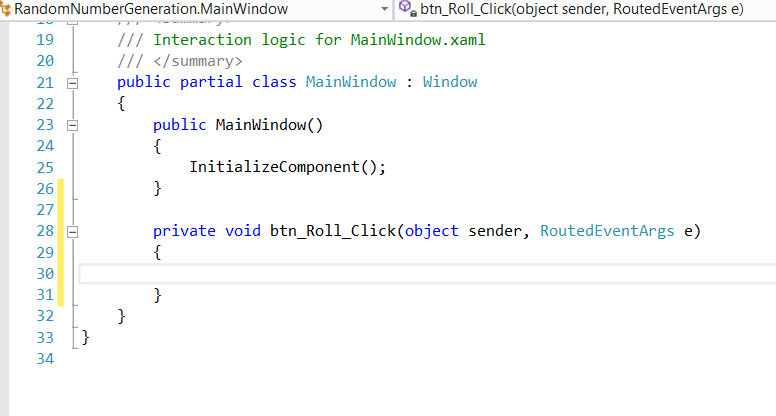 RandomNumberGeneration.MainWindow btn_Roll_Click(object sender, RoutedEventArgs e)
19 /// Interaction logic for MainWindow.xaml
20 /// </summary>
21 public partial class MainWindow : Window
22 {
23 public MainWindow()
24 {
25 InitializeComponent();
26 }
27
28 private void btn_Roll_Click(object sender, RoutedEventArgs e)
29 {
30
31 }
32 }
33 }
34